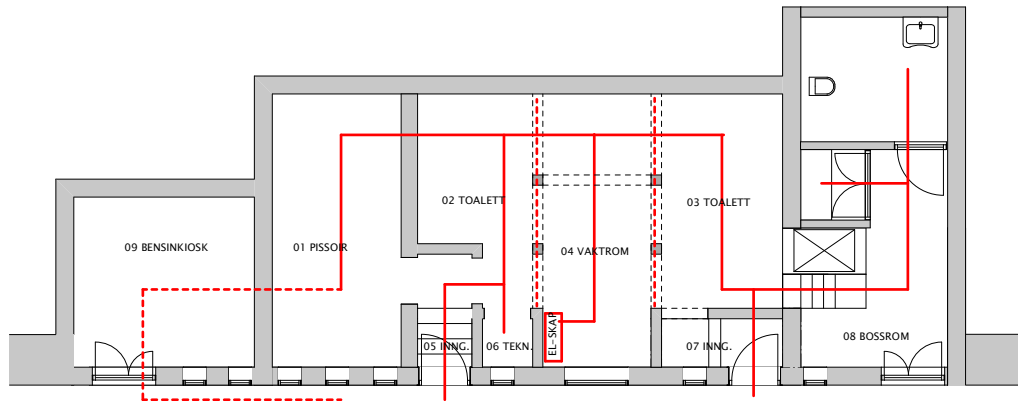 02 TOALETT
03 TOALETT
09 BENSINKIOSK
01 PISSOIR
04 VAKTROM
EL-SKAP
05 INNG.
06 TEKN.
07 INNG.
08 BOSSROM